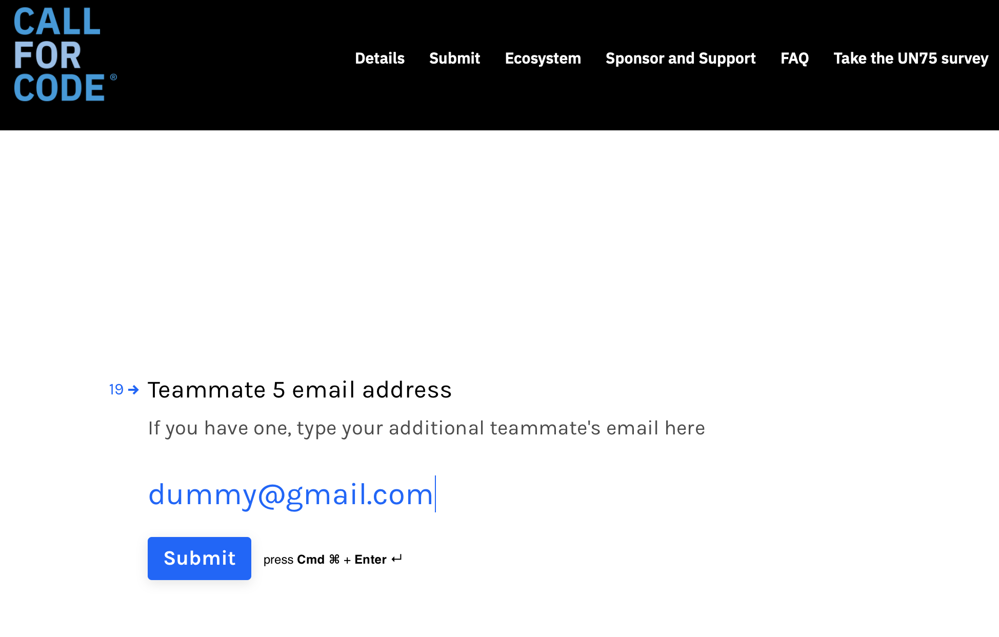 CALL
FOR
CODE®
Details Submit Ecosystem Sponsor and Support FAQ Take the UN75 survey
19 → Teammate 5 email address
If you have one, type your additional teammate's email here
dummy@gmail.com
Submit press Cmd ⌘ + Enter ↵